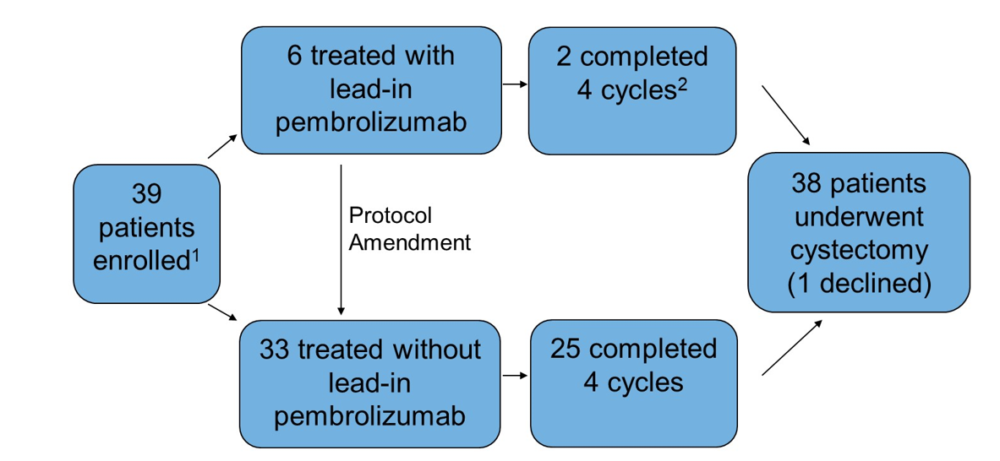 39
patients
enrolled¹
6 treated with
lead-in
pembrolizumab
2 completed
4 cycles²
Protocol
Amendment
33 treated without
lead-in
pembrolizumab
25 completed
4 cycles
38 patients
underwent
cystectomy
(1 declined)